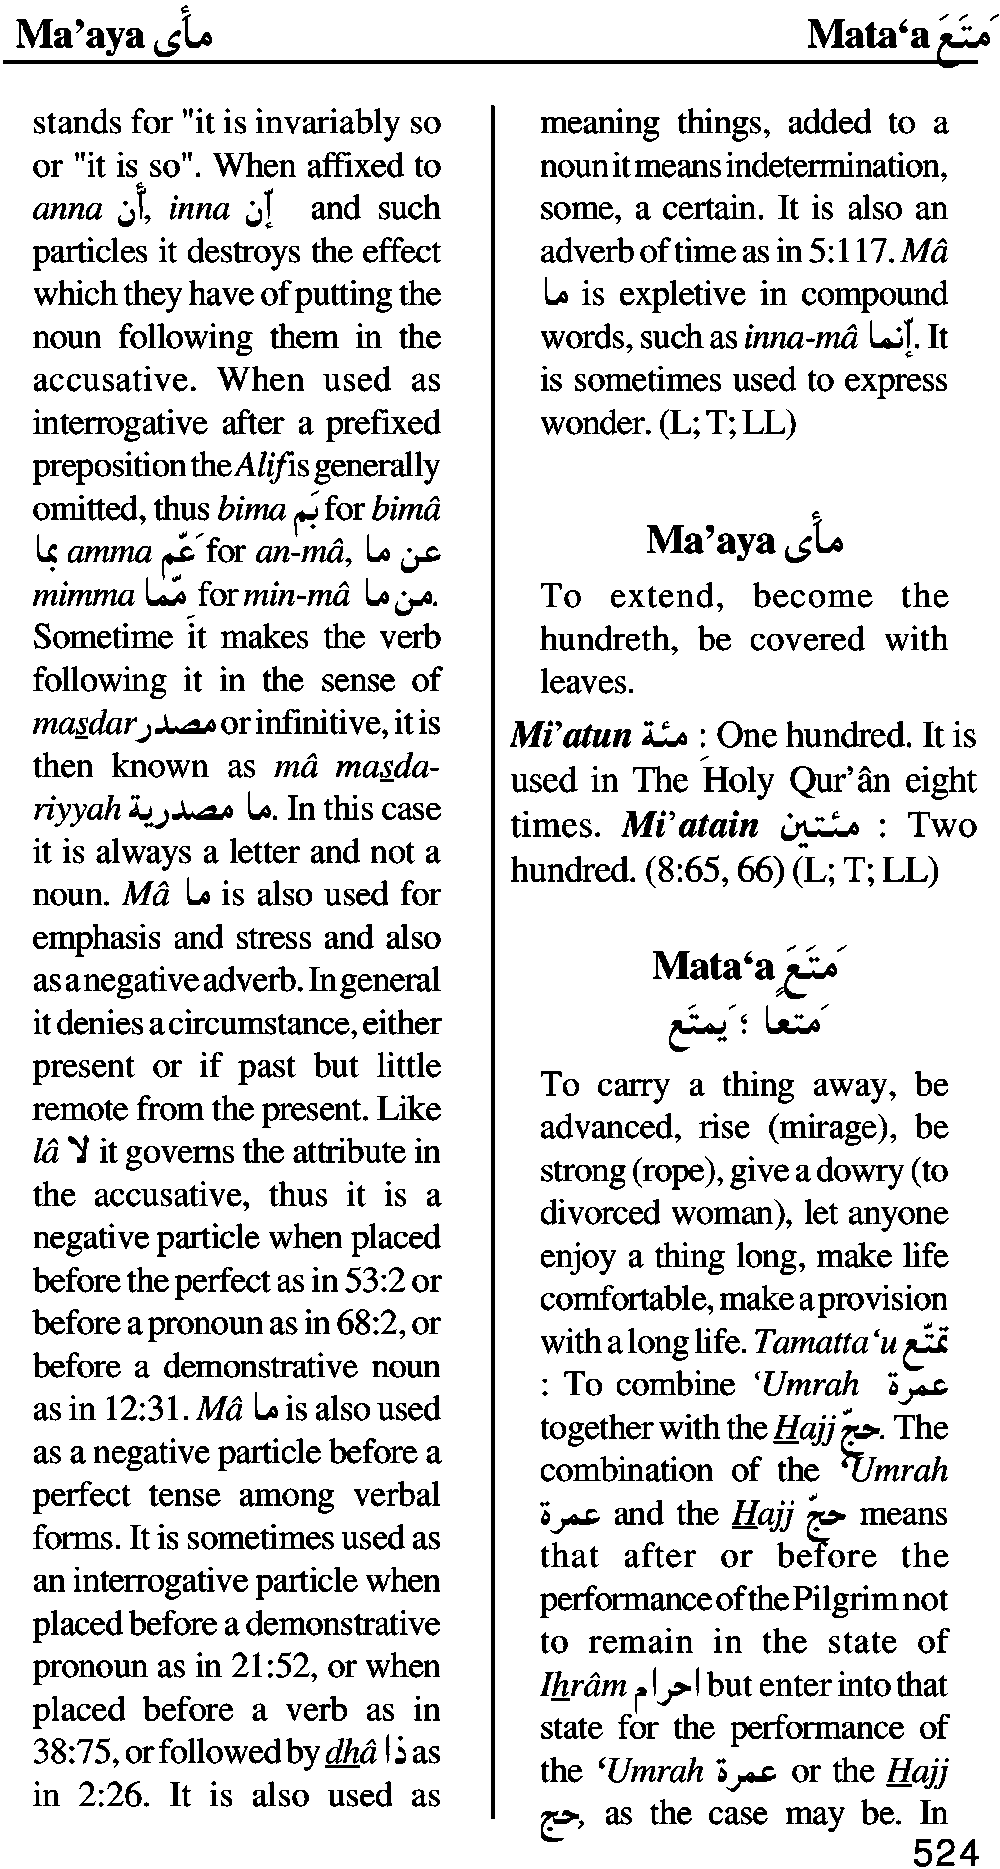 Ma’aya مأى
Mata‘a مَتَعَ
stands for "it is invariably so
or "it is so". When affixed to
anna أن, inna إن and such
particles it destroys the effect
which they have of putting the
noun following them in the
accusative. When used as
interrogative after a prefixed
preposition the Alif is generally
omitted, thus bima بَم for bimâ
بما amma عَمّ for an-mâ, عن ما
mimma مِمّا for min-mâ من ما.
Sometime it makes the verb
following it in the sense of
masdar مصدر or infinitive, it is
then known as mâ masda-
riyyah ما مصدرية. In this case
it is always a letter and not a
noun. Mâ ما is also used for
emphasis and stress and also
as a negative adverb. In general
it denies a circumstance, either
present or if past but little
remote from the present. Like
lâ لا it governs the attribute in
the accusative, thus it is a
negative particle when placed
before the perfect as in 53:2 or
before a pronoun as in 68:2, or
before a demonstrative noun
as in 12:31. Mâ ما is also used
as a negative particle before a
perfect tense among verbal
forms. It is sometimes used as
an interrogative particle when
placed before a demonstrative
pronoun as in 21:52, or when
placed before a verb as in
38:75, or followed by dhâ ذا as
in 2:26. It is also used as
meaning things, added to a
noun it means indetermination,
some, a certain. It is also an
adverb of time as in 5:117. Mâ
ما is expletive in compound
words, such as inna-mâ إنّما. It
is sometimes used to express
wonder. (L; T; LL)
Ma’aya مأى
To extend, become the
hundreth, be covered with
leaves.
Mi’atun مئة : One hundred. It is
used in The Holy Qur’ân eight
times. Mi’atain مئتين : Two
hundred. (8:65, 66) (L; T; LL)
Mata‘a مَتَعَ
مَتعاً ؛ يَمتَع
To carry a thing away, be
advanced, rise (mirage), be
strong (rope), give a dowry (to
divorced woman), let anyone
enjoy a thing long, make life
comfortable, make a provision
with a long life. Tamatta‘u تمتّع
: To combine ‘Umrah عمرة
together with the Hajj حجّ. The
combination of the ‘Umrah
عمرة and the Hajj حجّ means
that after or before the
performance of the Pilgrim not
to remain in the state of
Ihrâm احرام but enter into that
state for the performance of
the ‘Umrah عمرة or the Hajj
حج, as the case may be. In
524